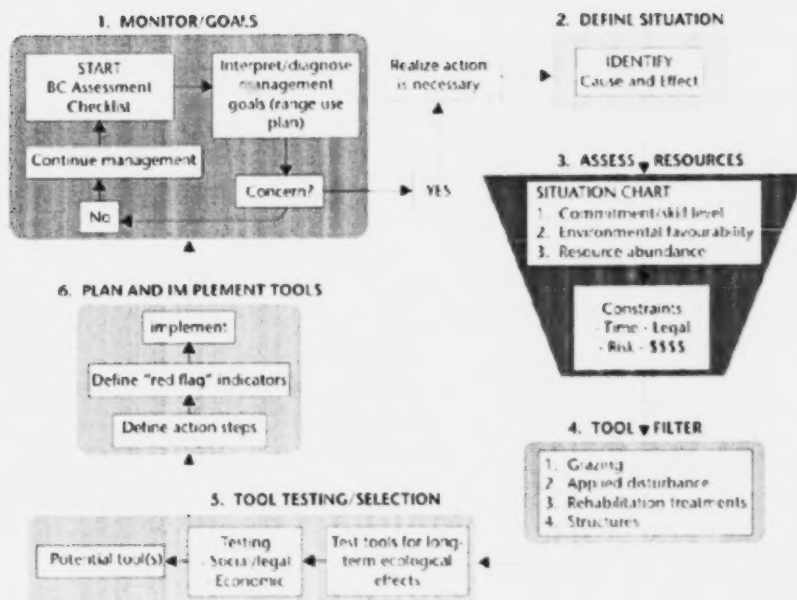 1. MONITOR/GOALS
START
BC Assessment
Checklist
Interpret/diagnose
management
goals (range use
plan)
Continue management
Concern?
No
YES
Realize action
is necessary
2. DEFINE SITUATION
IDENTIFY
Cause and Effect
3. ASSESS RESOURCES
SITUATION CHART
1. Commitment/skill level
2. Environmental favourability
3. Resource abundance
Constraints
- Time - Legal
- Risk - $$$$
4. TOOL FILTER
1. Grazing
2 Applied disturbance
3. Rehabilitation treatments
4. Structures
5. TOOL TESTING/SELECTION
Test tools for long-
term ecological
effects
Testing
- Social/legal
- Economic
Potential tool(s)
6. PLAN AND IM PLEMENT TOOLS
implement
Define "red flag" indicators
Define action steps